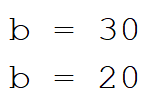 b = 30
b = 20